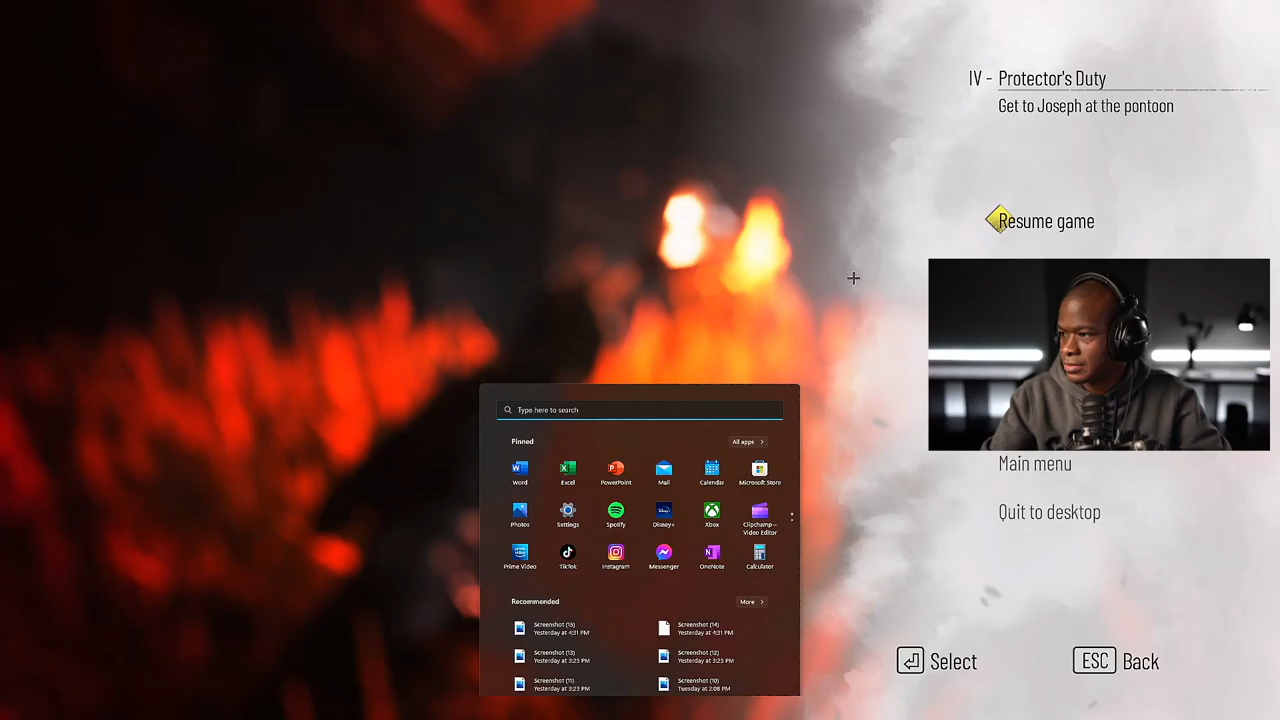 IV - Protector's Duty
Get to Joseph at the pontoon
Resume game
Main menu
Quit to desktop
Select
ESC Back
Type here to search
Pinned
All apps
Word Excel PowerPoint Mail Calendar Microsoft Store
Photos Settings Spotify Disney+ Xbox Clipchamp –
Video Editor
Prime Video TikTok Instagram Messenger OneNote Calculator
Recommended
More
Screenshot (15) Screenshot (14)
Yesterday at 4:31 PM Yesterday at 4:31 PM
Screenshot (13) Screenshot (12)
Yesterday at 3:25 PM Yesterday at 3:25 PM
Screenshot (11) Screenshot (10)
Yesterday at 3:23 PM Tuesday at 2:08 PM